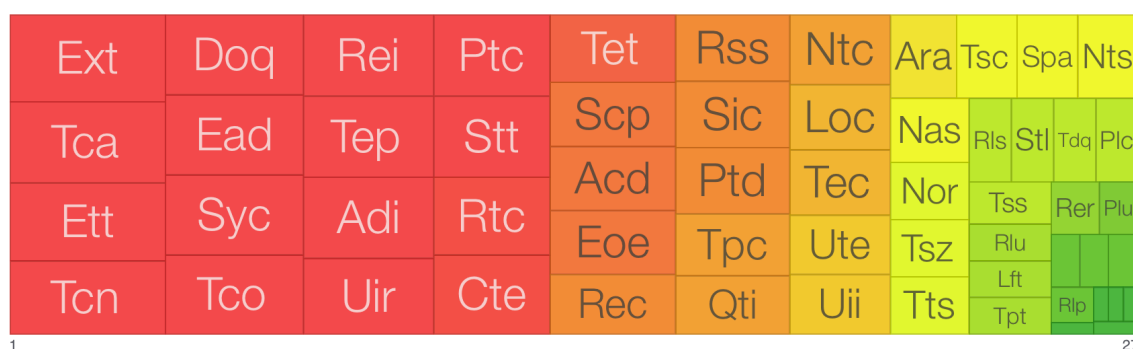 Ext
Tca
Ett
Tcn
Doq
Ead
Syc
Tco
Rei
Tep
Adi
Uir
Ptc
Stt
Rtc
Cte
Tet
Scp
Acd
Eoe
Rec
Rss
Sic
Ptd
Tpc
Qti
Ntc
Loc
Tec
Ute
Uii
Ara
Tsc
Spa
Nts
Nas
Nor
Tsz
Tts
Rls
Stl
Tdq
Plc
Tss
Rlu
Lft
Tpt
Rer
Plu
Rlp
1